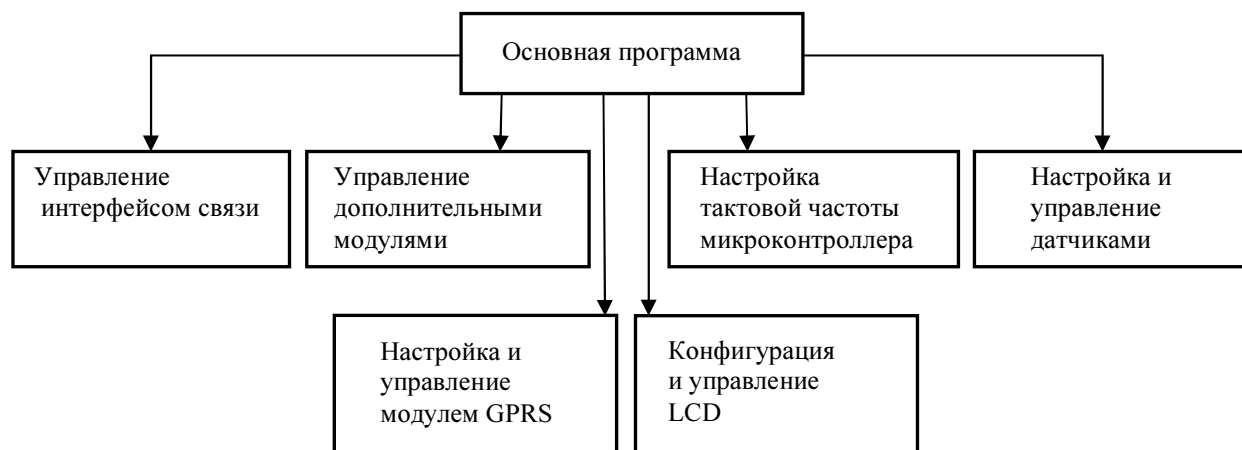 Основная программа
Управление
интерфейсом связи
Управление
дополнительными
модулями
Настройка
тактовой частоты
микроконтроллера
Настройка и
управление
датчиками
Настройка и
управление
модулем GPRS
Конфигурация
и управление
LCD